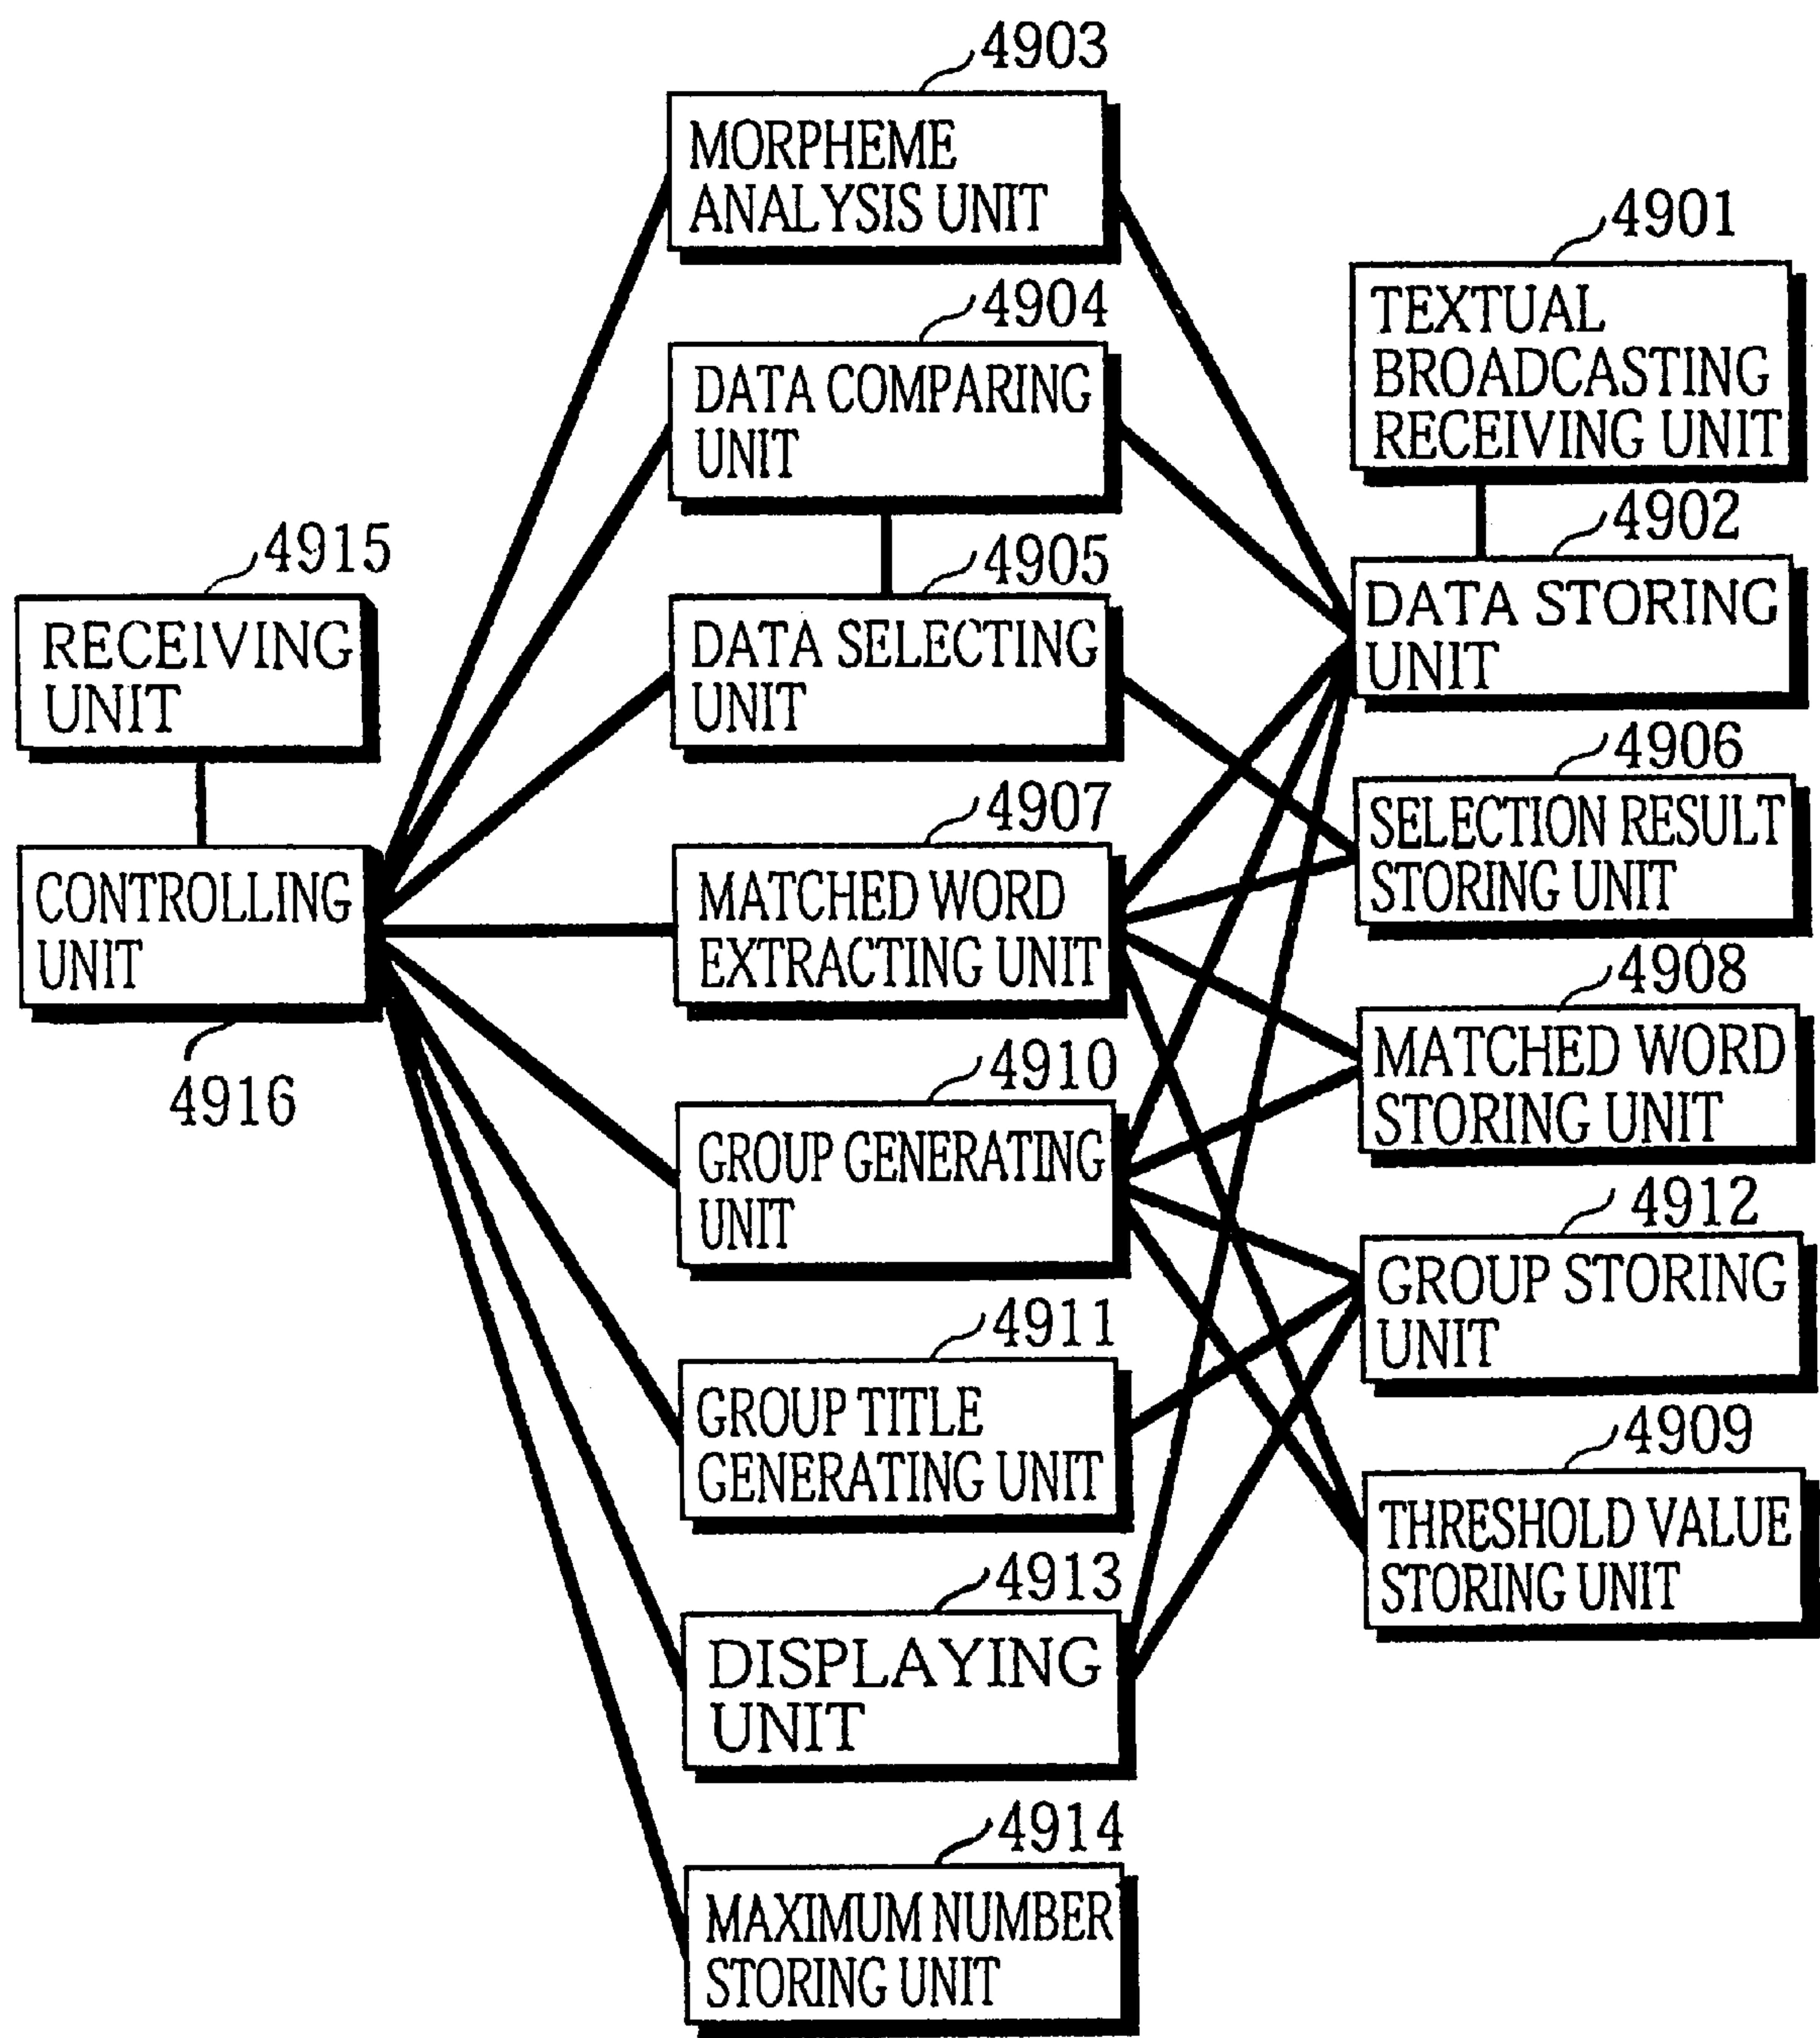 4903
MORPHEME
ANALYSIS UNIT
4904
DATA COMPARING
UNIT
4905
DATA SELECTING
UNIT
4907
MATCHED WORD
EXTRACTING UNIT
4910
GROUP GENERATING
UNIT
4911
GROUP TITLE
GENERATING UNIT
4913
DISPLAYING
UNIT
4914
MAXIMUM NUMBER
STORING UNIT
4915
RECEIVING
UNIT
CONTROLLING
UNIT
4916
4901
TEXTUAL
BROADCASTING
RECEIVING UNIT
4902
DATA STORING
UNIT
4906
SELECTION RESULT
STORING UNIT
4908
MATCHED WORD
STORING UNIT
4912
GROUP STORING
UNIT
4909
THRESHOLD VALUE
STORING UNIT